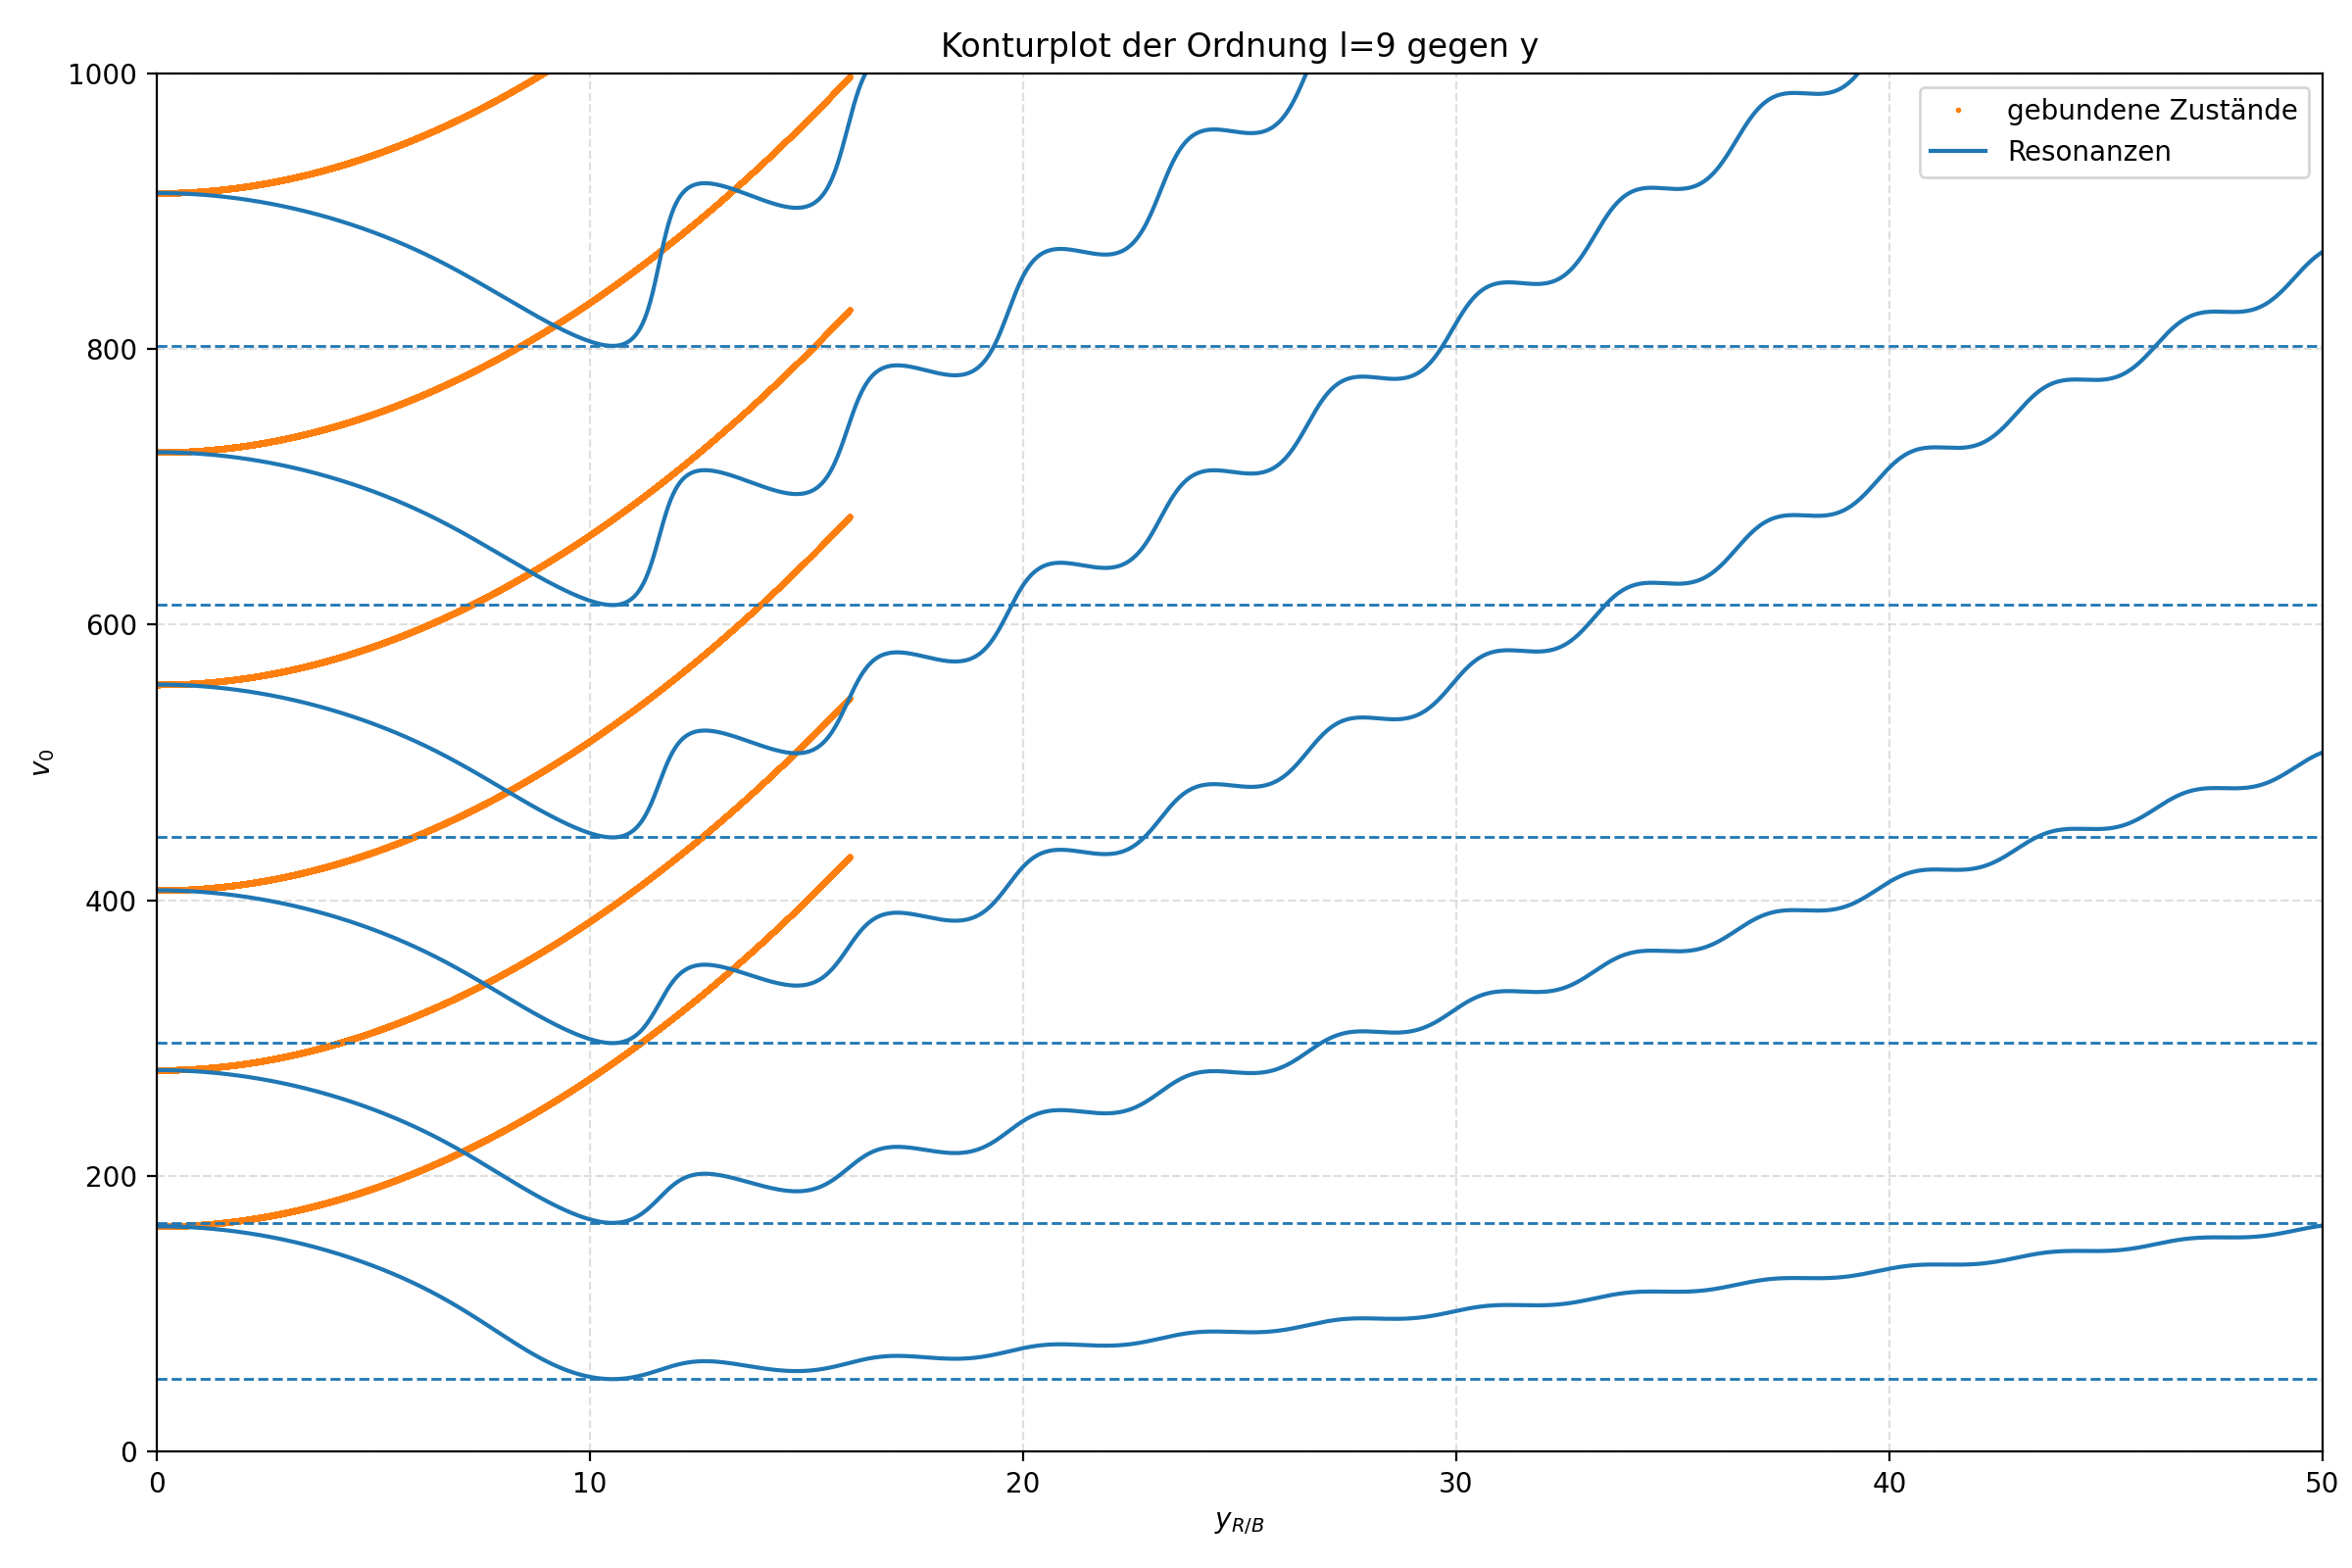 Konturplot der Ordnung l=9 gegen y
1000
800
600
400
200
0
v₀
gebundene Zustände
Resonanzen
0 10 20 30 40 50
y_{R/B}